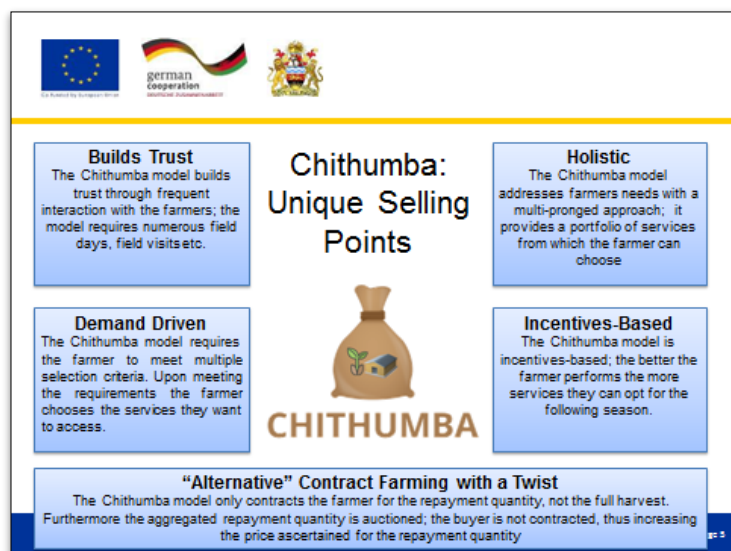 Co funded by European Union
german
cooperation
DEUTSCHE ZUSAMMENARBEIT
Chithumba:
Unique Selling
Points
Builds Trust
The Chithumba model builds
trust through frequent
interaction with the farmers; the
model requires numerous field
days, field visits etc.
Holistic
The Chithumba model
addresses farmers needs with a
multi-pronged approach; it
provides a portfolio of services
from which the farmer can
choose
Demand Driven
The Chithumba model requires
the farmer to meet multiple
selection criteria. Upon meeting
the requirements the farmer
chooses the services they want
to access.
Incentives-Based
The Chithumba model is
incentives-based; the better the
farmer performs the more
services they can opt for the
following season.
CHITHUMBA
“Alternative” Contract Farming with a Twist
The Chithumba model only contracts the farmer for the repayment quantity, not the full harvest.
Furthermore the aggregated repayment quantity is auctioned; the buyer is not contracted, thus increasing
the price ascertained for the repayment quantity